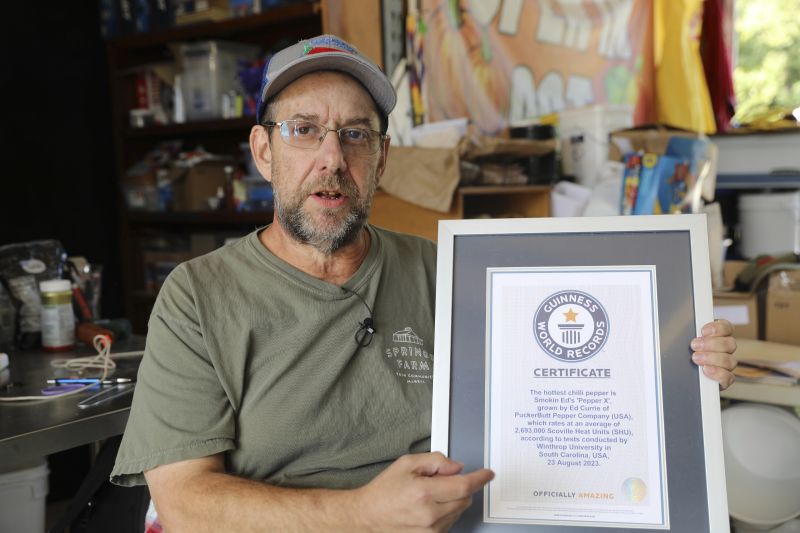 GUINNESS
WORLD RECORDS
CERTIFICATE
The hottest chilli pepper is
Smokin Ed's 'Pepper X',
grown by Ed Currie of
PuckerButt Pepper Company (USA),
which rates at an average of
2,693,000 Scoville Heat Units (SHU),
according to tests conducted by
Winthrop University in
South Carolina, USA,
23 August 2023.
OFFICIALLY AMAZING
SPRINGS
FARM